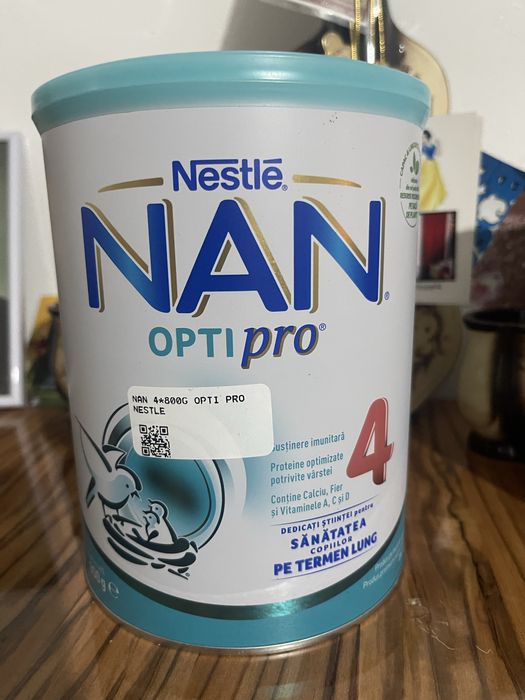 Nestlé
NAN
OPTIpro
NAN 4*800G OPTI PRO
NESTLE
Susținere imunitară
Proteine optimizate
potrivite vârstei
Conține Calciu, Fier
și Vitaminele A, C și D
4
DEDICAȚI ȘTIINȚEI pentru
SĂNĂTATEA
COPIILOR
PE TERMEN LUNG